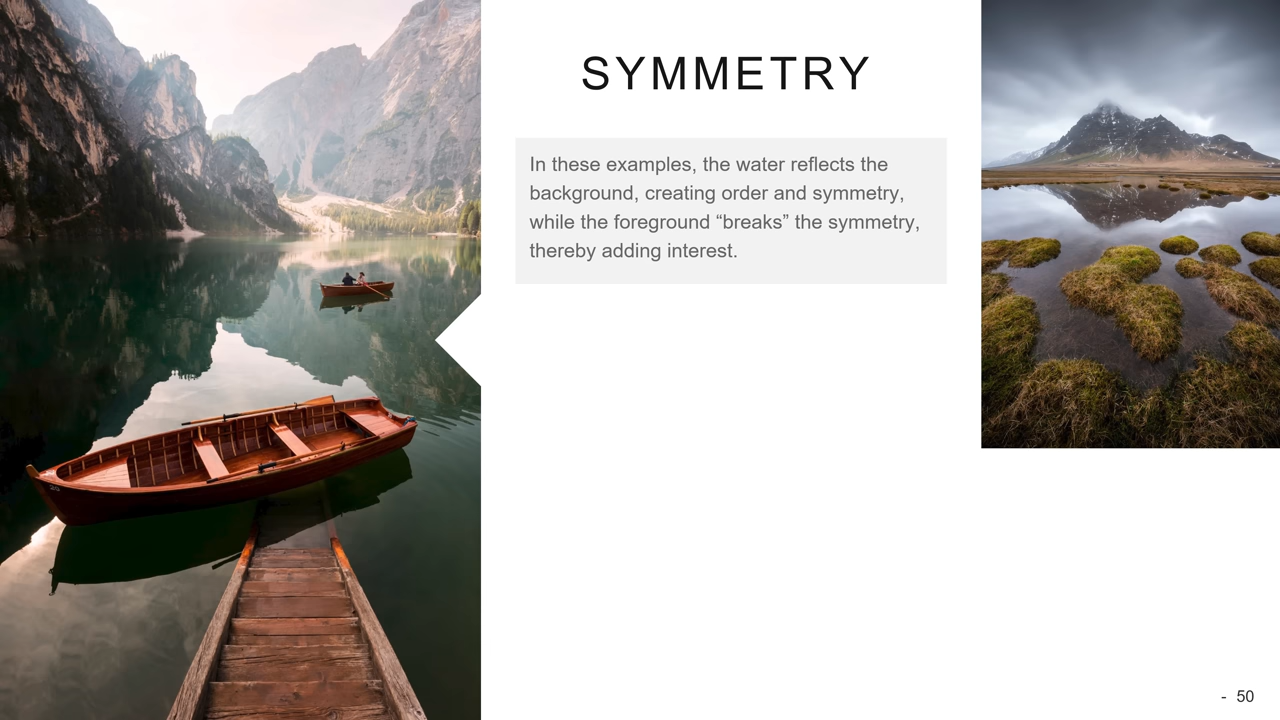 SYMMETRY
In these examples, the water reflects the
background, creating order and symmetry,
while the foreground “breaks” the symmetry,
thereby adding interest.
- 50